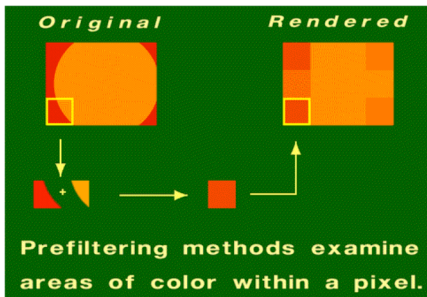 Original Rendered
+
Prefiltering methods examine
areas of color within a pixel.